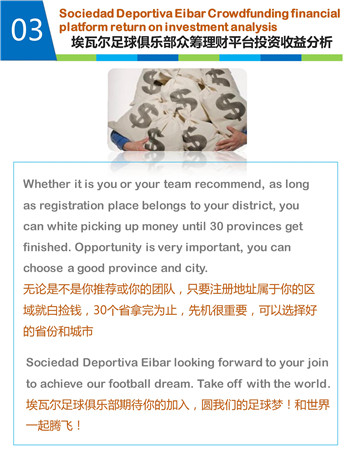 03
Sociedad Deportiva Eibar Crowdfunding financial
platform return on investment analysis
埃瓦尔足球俱乐部众筹理财平台投资收益分析
Whether it is you or your team recommend, as long
as registration place belongs to your district, you
can white picking up money until 30 provinces get
finished. Opportunity is very important, you can
choose a good province and city.
无论是不是你推荐或你的团队，只要注册地址属于你的区
域就白捡钱，30个省拿完为止，先机很重要，可以选择好
的省份和城市
Sociedad Deportiva Eibar looking forward to your join
to achieve our football dream. Take off with the world.
埃瓦尔足球俱乐部期待你的加入，圆我们的足球梦！和世界
一起腾飞！